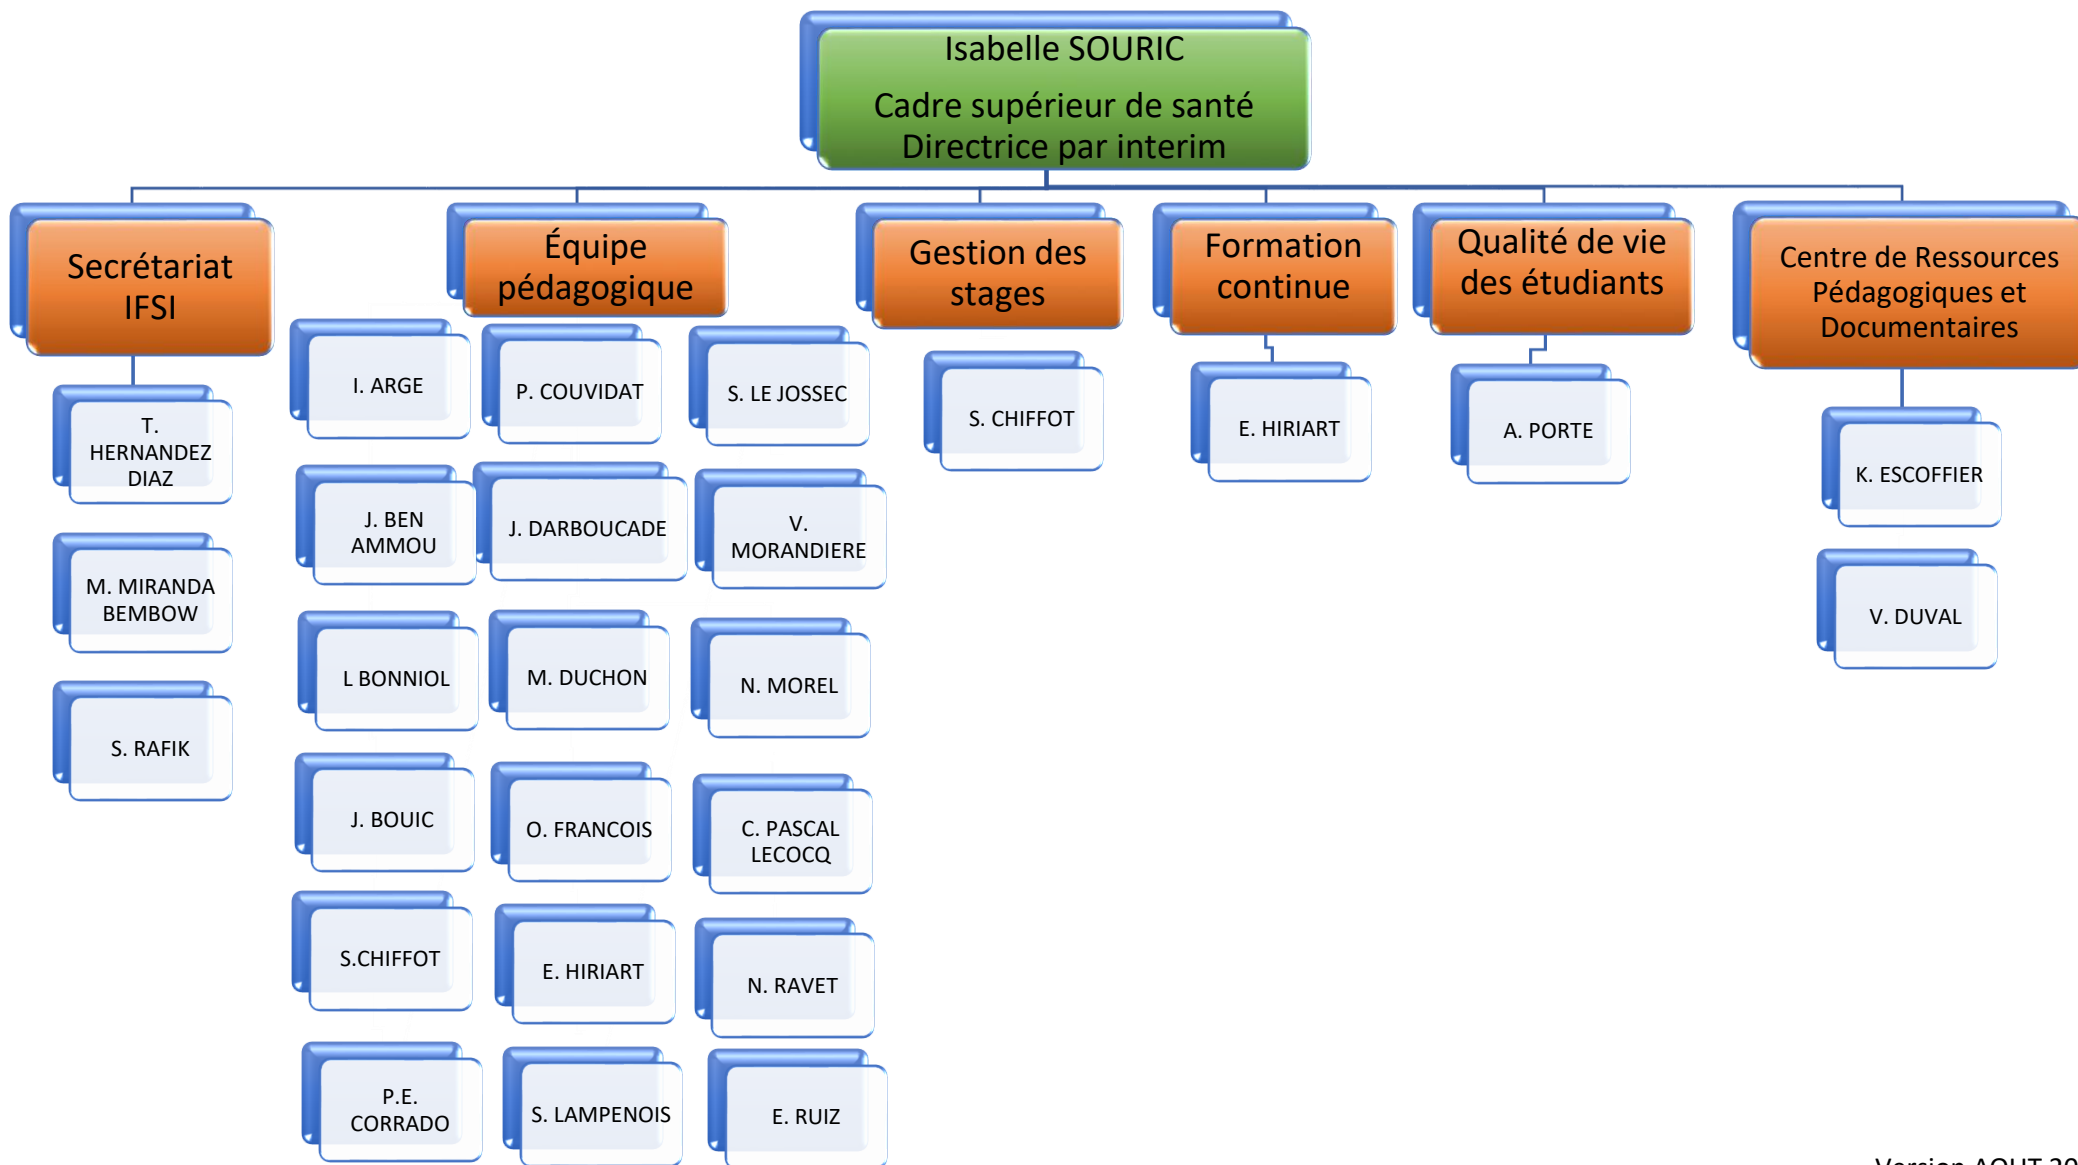 Isabelle SOURIC
Cadre supérieur de santé
Directrice par interim
Secrétariat
IFSI
T.
HERNANDEZ
DIAZ
M. MIRANDA
BEMBOW
S. RAFIK
Équipe
pédagogique
I. ARGE
P. COUVIDAT
S. LE JOSSEC
J. BEN
AMMOU
J. DARBOUCADE
V.
MORANDIERE
L BONNIOL
M. DUCHON
N. MOREL
J. BOUIC
O. FRANCOIS
C. PASCAL
LECOCQ
S.CHIFFOT
E. HIRIART
N. RAVET
P.E.
CORRADO
S. LAMPENOIS
E. RUIZ
Gestion des
stages
S. CHIFFOT
Formation
continue
E. HIRIART
Qualité de vie
des étudiants
A. PORTE
Centre de Ressources
Pédagogiques et
Documentaires
K. ESCOFFIER
V. DUVAL
Version AOUT